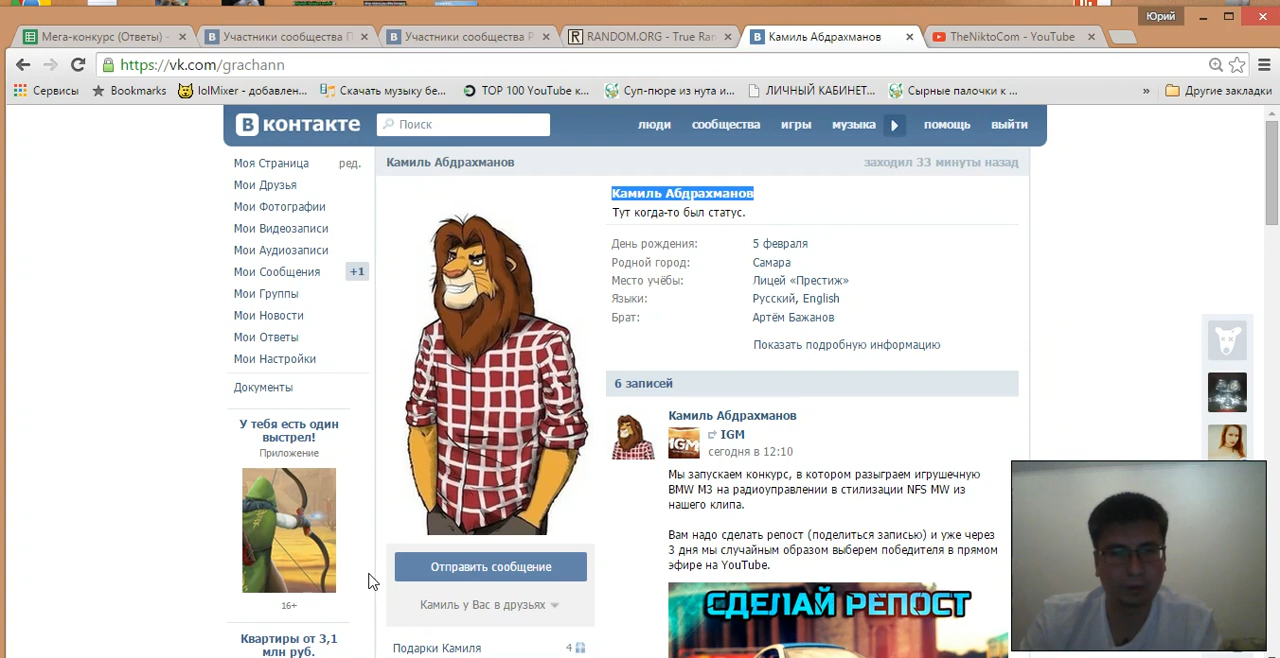 Юрий
Мега-конкурс (Ответы) -
Участники сообщества П
Участники сообщества Р
RANDOM.ORG - True Ran
Камиль Абдрахманов
TheNiktoCom - YouTube
https://vk.com/grachann
Сервисы
Bookmarks
lolMixer - добавлен...
Скачать музыку бе...
TOP 100 YouTube к...
Суп-пюре из нута и...
ЛИЧНЫЙ КАБИНЕТ...
Сырные палочки к ...
»
Другие закладки
В контакте
Поиск
люди
сообщества
игры
музыка
помощь
выйти
Моя Страница
ред.
Мои Друзья
Мои Фотографии
Мои Видеозаписи
Мои Аудиозаписи
Мои Сообщения
+1
Мои Группы
Мои Новости
Мои Ответы
Мои Настройки
Документы
У тебя есть один
выстрел!
Приложение
16+
Квартиры от 3,1
млн руб.
Камиль Абдрахманов
заходил 33 минуты назад
Отправить сообщение
Камиль у Вас в друзьях
Подарки Камиля
4
Камиль Абдрахманов
Тут когда-то был статус.
День рождения:
5 февраля
Родной город:
Самара
Место учёбы:
Лицей «Престиж»
Языки:
Русский, English
Брат:
Артём Бажанов
Показать подробную информацию
6 записей
Камиль Абдрахманов
IGM
IGM
сегодня в 12:10
Мы запускаем конкурс, в котором разыграем игрушечную
BMW M3 на радиоуправлении в стилизации NFS MW из
нашего клипа.
Вам надо сделать репост (поделиться записью) и уже через
3 дня мы случайным образом выберем победителя в прямом
эфире на YouTube.
СДЕЛАЙ РЕПОСТ